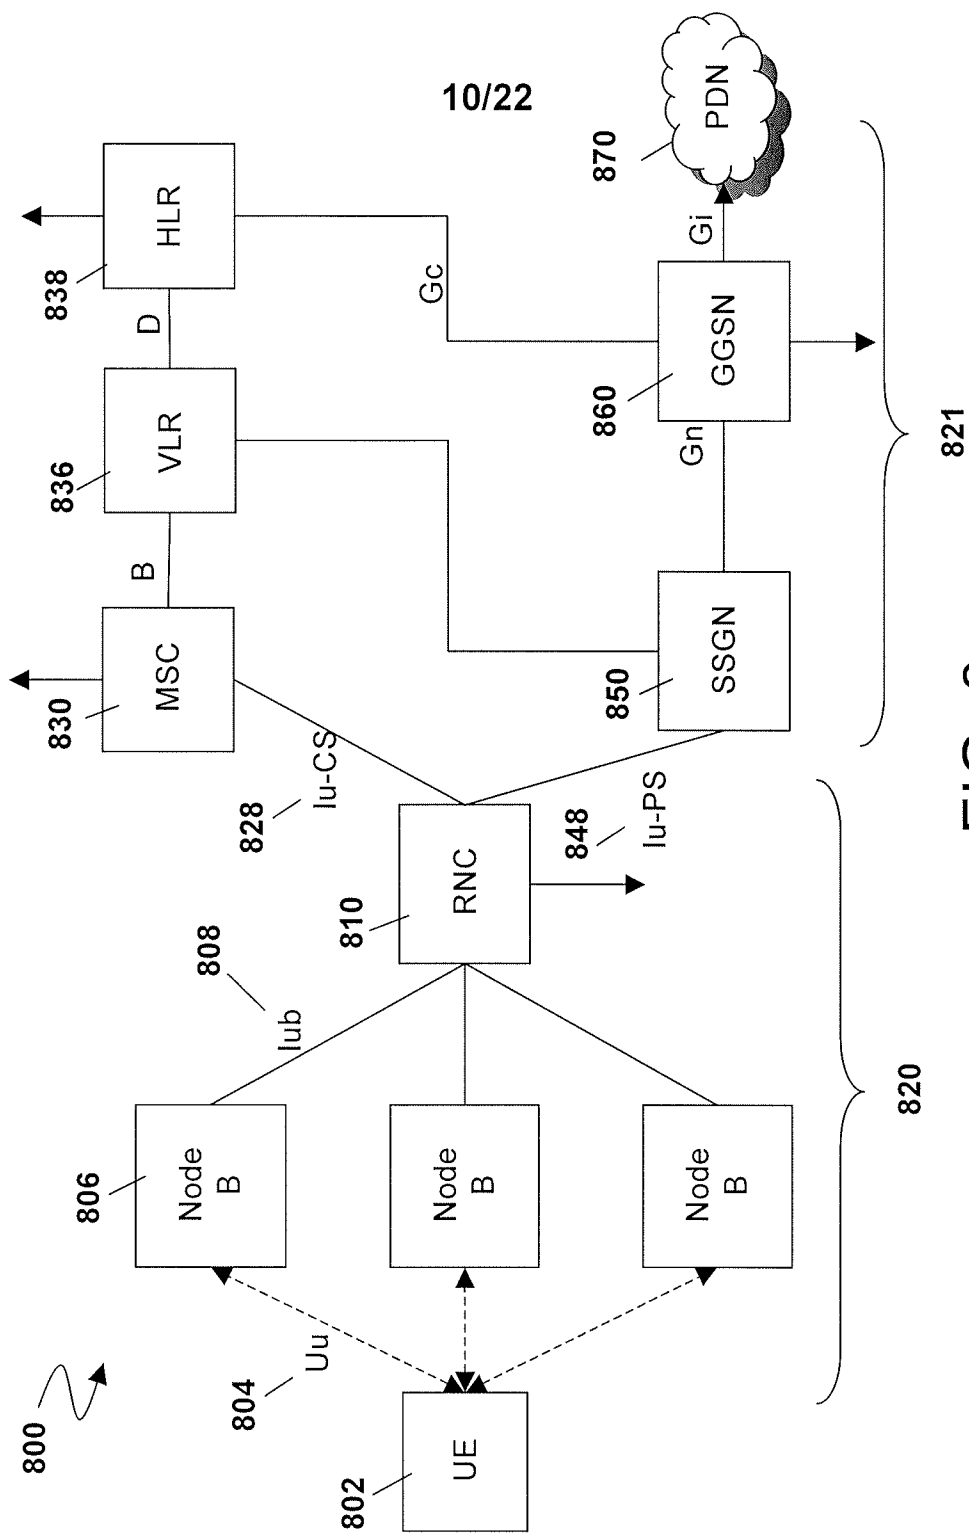 10/22
800
806
830
836
838
MSC
B
VLR
D
HLR
808
828
804
Node
B
Iub
Iu-CS
Uu
802
810
UE
Node
B
RNC
Gc
848
850
860
870
Iu-PS
Node
B
SSGN
Gn
GGSN
Gi
PDN
820
821
FIG